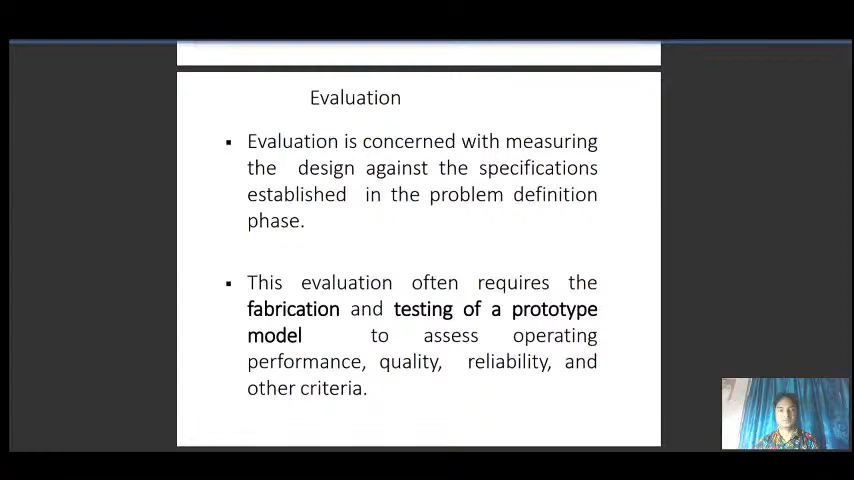 Evaluation
▪ Evaluation is concerned with measuring
the design against the specifications
established in the problem definition
phase.
▪ This evaluation often requires the
fabrication and testing of a prototype
model to assess operating
performance, quality, reliability, and
other criteria.